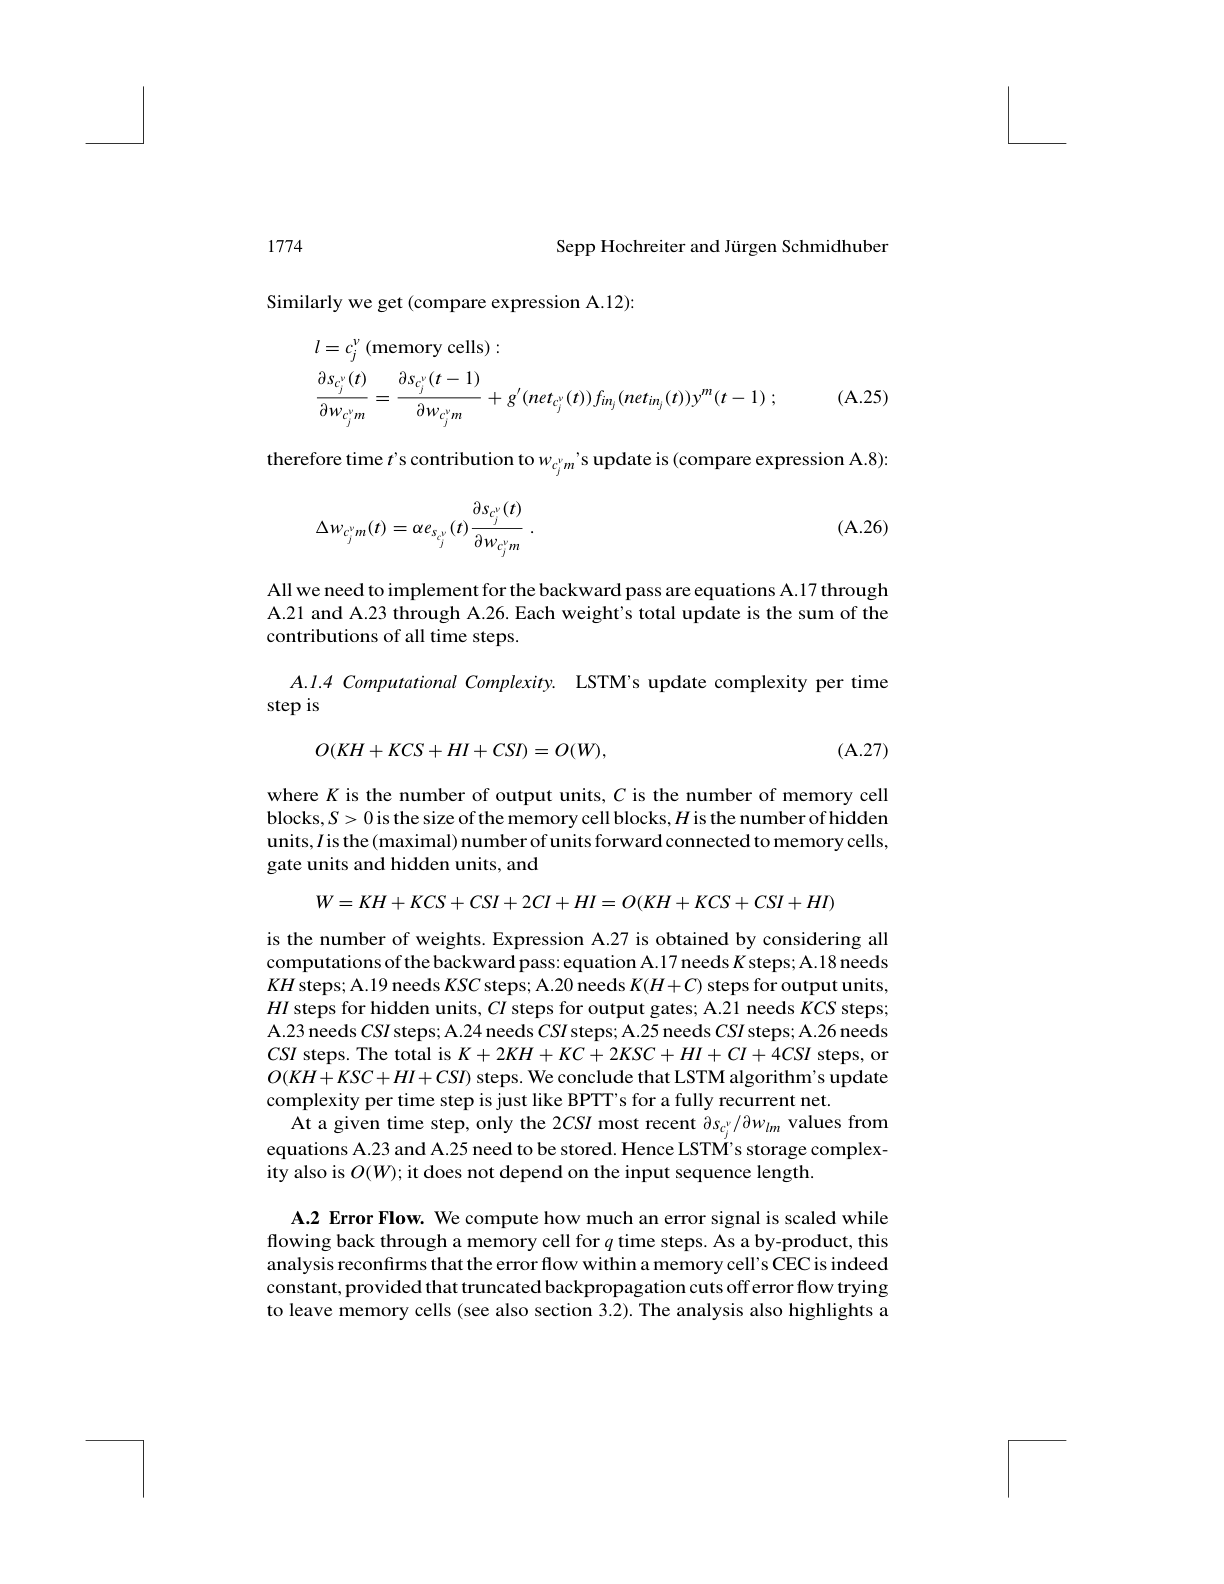 1774 Sepp Hochreiter and Jürgen Schmidhuber
Similarly we get (compare expression A.12):
l = c_j^v (memory cells) :
∂s_{c_j^v}(t)/∂w_{c_j^v m} = ∂s_{c_j^v}(t − 1)/∂w_{c_j^v m} + g′(net_{c_j^v}(t)) f_{in_j}(net_{in_j}(t))y^m(t − 1) ; (A.25)
therefore time t's contribution to w_{c_j^v m}'s update is (compare expression A.8):
Δw_{c_j^v m}(t) = αe_{s_{c_j^v}}(t) ∂s_{c_j^v}(t)/∂w_{c_j^v m} . (A.26)
All we need to implement for the backward pass are equations A.17 through
A.21 and A.23 through A.26. Each weight's total update is the sum of the
contributions of all time steps.
A.1.4 Computational Complexity. LSTM's update complexity per time
step is
O(KH + KCS + HI + CSI) = O(W), (A.27)
where K is the number of output units, C is the number of memory cell
blocks, S > 0 is the size of the memory cell blocks, H is the number of hidden
units, I is the (maximal) number of units forward connected to memory cells,
gate units and hidden units, and
W = KH + KCS + CSI + 2CI + HI = O(KH + KCS + CSI + HI)
is the number of weights. Expression A.27 is obtained by considering all
computations of the backward pass: equation A.17 needs K steps; A.18 needs
KH steps; A.19 needs KSC steps; A.20 needs K(H+C) steps for output units,
HI steps for hidden units, CI steps for output gates; A.21 needs KCS steps;
A.23 needs CSI steps; A.24 needs CSI steps; A.25 needs CSI steps; A.26 needs
CSI steps. The total is K + 2KH + KC + 2KSC + HI + CI + 4CSI steps, or
O(KH + KSC + HI + CSI) steps. We conclude that LSTM algorithm's update
complexity per time step is just like BPTT's for a fully recurrent net.
At a given time step, only the 2CSI most recent ∂s_{c_j^v}/∂w_{lm} values from
equations A.23 and A.25 need to be stored. Hence LSTM's storage complex-
ity also is O(W); it does not depend on the input sequence length.
A.2 Error Flow. We compute how much an error signal is scaled while
flowing back through a memory cell for q time steps. As a by-product, this
analysis reconfirms that the error flow within a memory cell's CEC is indeed
constant, provided that truncated backpropagation cuts off error flow trying
to leave memory cells (see also section 3.2). The analysis also highlights a